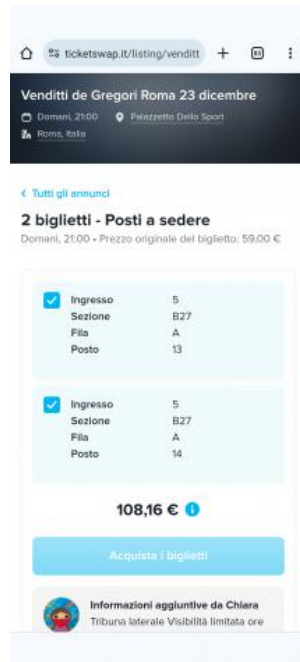 ticketswap.it/listing/venditt
Venditti de Gregori Roma 23 dicembre
Domani, 21:00 Palazzetto Dello Sport
Roma, Italia
Tutti gli annunci
2 biglietti - Posti a sedere
Domani, 21:00 • Prezzo originale del biglietto: 59,00 €
Ingresso 5
Sezione B27
Fila A
Posto 13
Ingresso 5
Sezione B27
Fila A
Posto 14
108,16 €
Acquista i biglietti
Informazioni aggiuntive da Chiara
Tribuna laterale Visibilità limitata ore